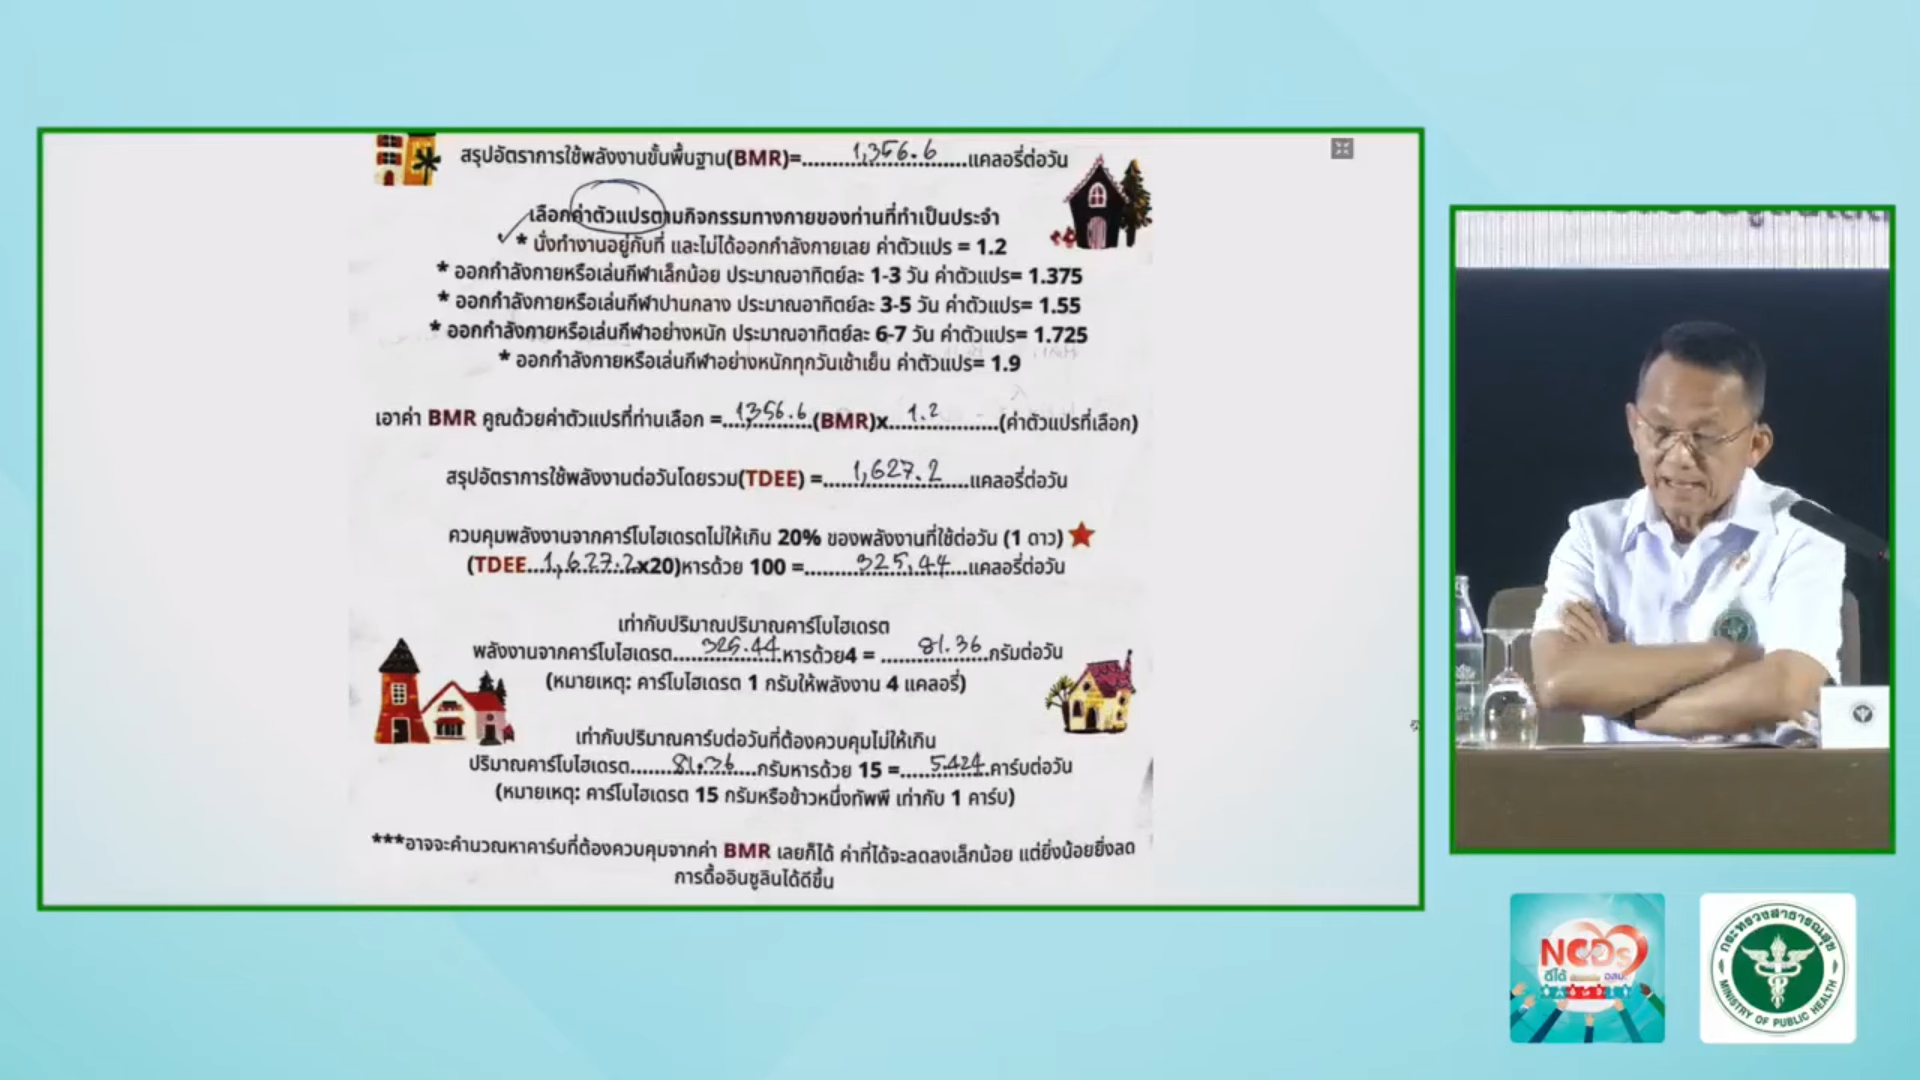 สรุปอัตราการใช้พลังงานขั้นพื้นฐาน(BMR)=....1,356.6....แคลอรี่ต่อวัน
เลือกค่าตัวแปรตามกิจกรรมทางกายของท่านที่ทำเป็นประจำ
* นั่งทำงานอยู่กับที่ และไม่ได้ออกกำลังกายเลย ค่าตัวแปร = 1.2
* ออกกำลังกายหรือเล่นกีฬาเล็กน้อย ประมาณอาทิตย์ละ 1-3 วัน ค่าตัวแปร= 1.375
* ออกกำลังกายหรือเล่นกีฬาปานกลาง ประมาณอาทิตย์ละ 3-5 วัน ค่าตัวแปร= 1.55
* ออกกำลังกายหรือเล่นกีฬาอย่างหนัก ประมาณอาทิตย์ละ 6-7 วัน ค่าตัวแปร= 1.725
* ออกกำลังกายหรือเล่นกีฬาอย่างหนักทุกวันเช้าเย็น ค่าตัวแปร= 1.9
เอาค่า BMR คูณด้วยค่าตัวแปรที่ท่านเลือก =....1356.6....(BMR)x....1.2....(ค่าตัวแปรที่เลือก)
สรุปอัตราการใช้พลังงานต่อวันโดยรวม(TDEE) =....1,627.2....แคลอรี่ต่อวัน
ควบคุมพลังงานจากคาร์โบไฮเดรตไม่ให้เกิน 20% ของพลังงานที่ใช้ต่อวัน (1 ดาว)
(TDEE....1,627.2....x20)หารด้วย 100 =....325.44....แคลอรี่ต่อวัน
เท่ากับปริมาณปริมาณคาร์โบไฮเดรต
พลังงานจากคาร์โบไฮเดรต....325.44....หารด้วย4 = ....81.36....กรัมต่อวัน
(หมายเหตุ: คาร์โบไฮเดรต 1 กรัมให้พลังงาน 4 แคลอรี่)
เท่ากับปริมาณคาร์บต่อวันที่ต้องควบคุมไม่ให้เกิน
ปริมาณคาร์โบไฮเดรต....81.36....กรัมหารด้วย 15 =....5.424....คาร์บต่อวัน
(หมายเหตุ: คาร์โบไฮเดรต 15 กรัมหรือข้าวหนึ่งทัพพี เท่ากับ 1 คาร์บ)
***อาจจะคำนวณหาคาร์บที่ต้องควบคุมจากค่า BMR เลยก็ได้ ค่าที่ได้จะลดลงเล็กน้อย แต่ยิ่งน้อยยิ่งลด
การดื้ออินซูลินได้ดีขึ้น
NCDs
ดีได้ อสม.
กระทรวงสาธารณสุข
MINISTRY OF PUBLIC HEALTH